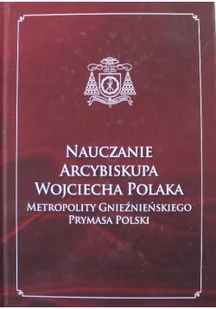 Nauczanie
Arcybiskupa
Wojciecha Polaka
Metropolity Gnieźnieńskiego
Prymasa Polski